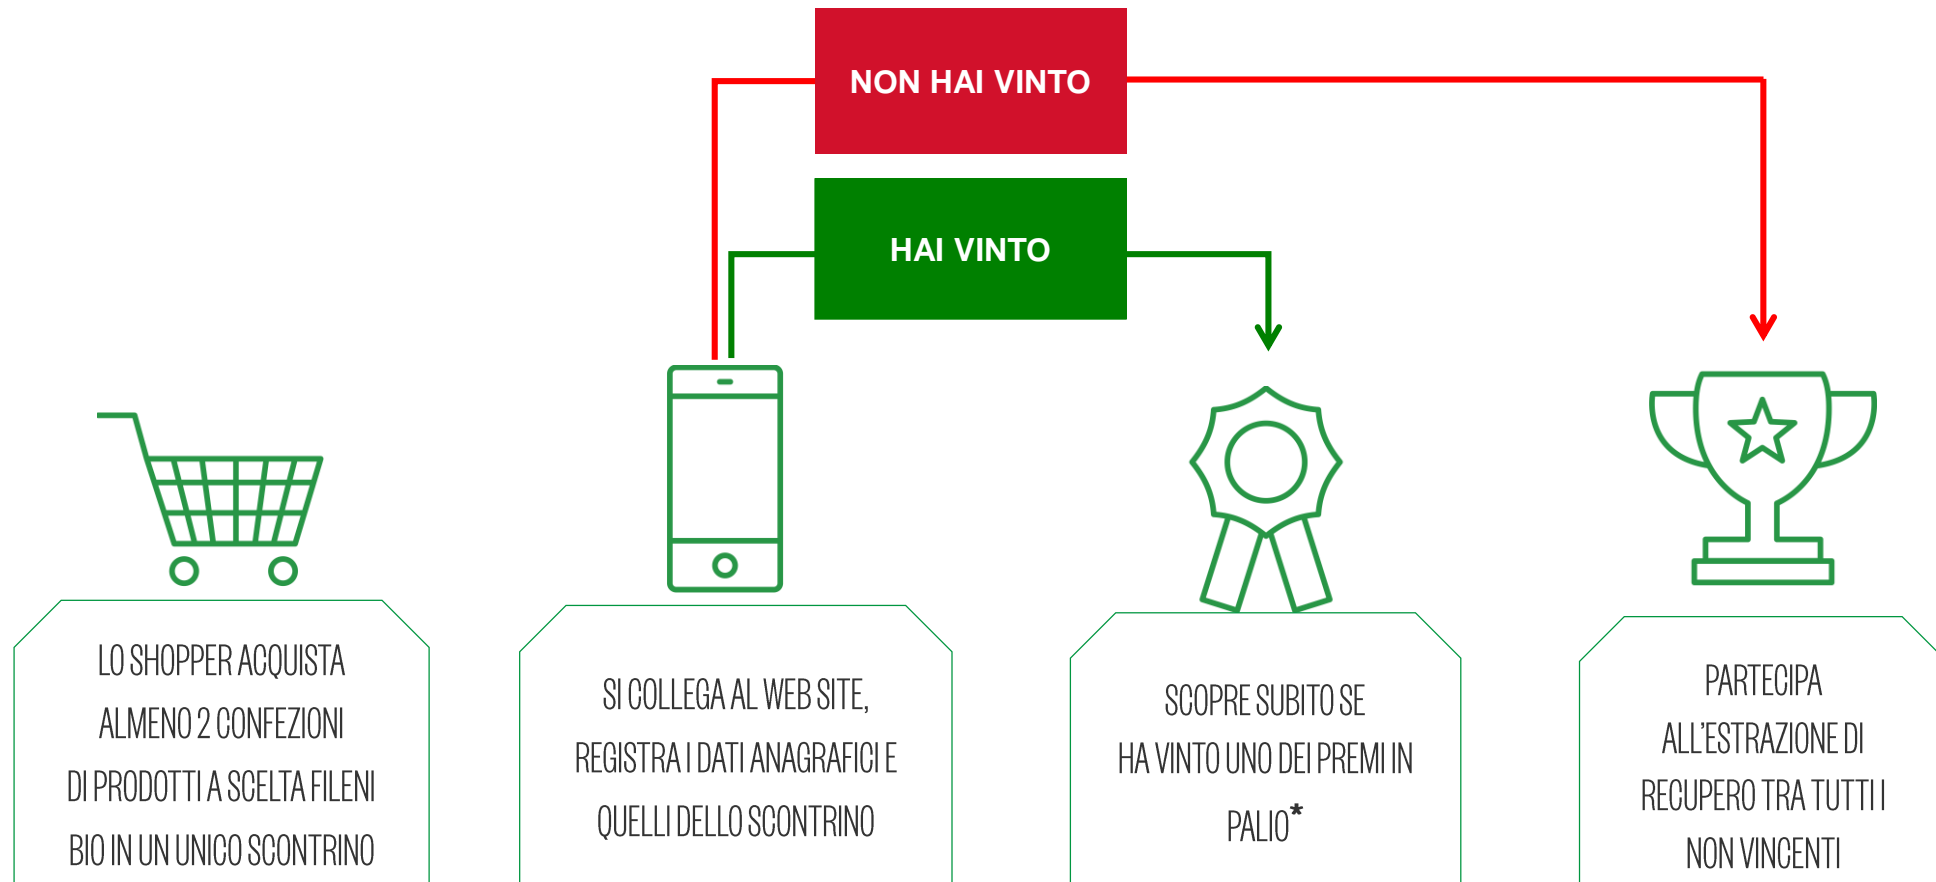 NON HAI VINTO
HAI VINTO
LO SHOPPER ACQUISTA
ALMENO 2 CONFEZIONI
DI PRODOTTI A SCELTA FILENI
BIO IN UN UNICO SCONTRINO
SI COLLEGA AL WEB SITE,
REGISTRA I DATI ANAGRAFICI E
QUELLI DELLO SCONTRINO
SCOPRE SUBITO SE
HA VINTO UNO DEI PREMI IN
PALIO*
PARTECIPA
ALL'ESTRAZIONE DI
RECUPERO TRA TUTTI I
NON VINCENTI